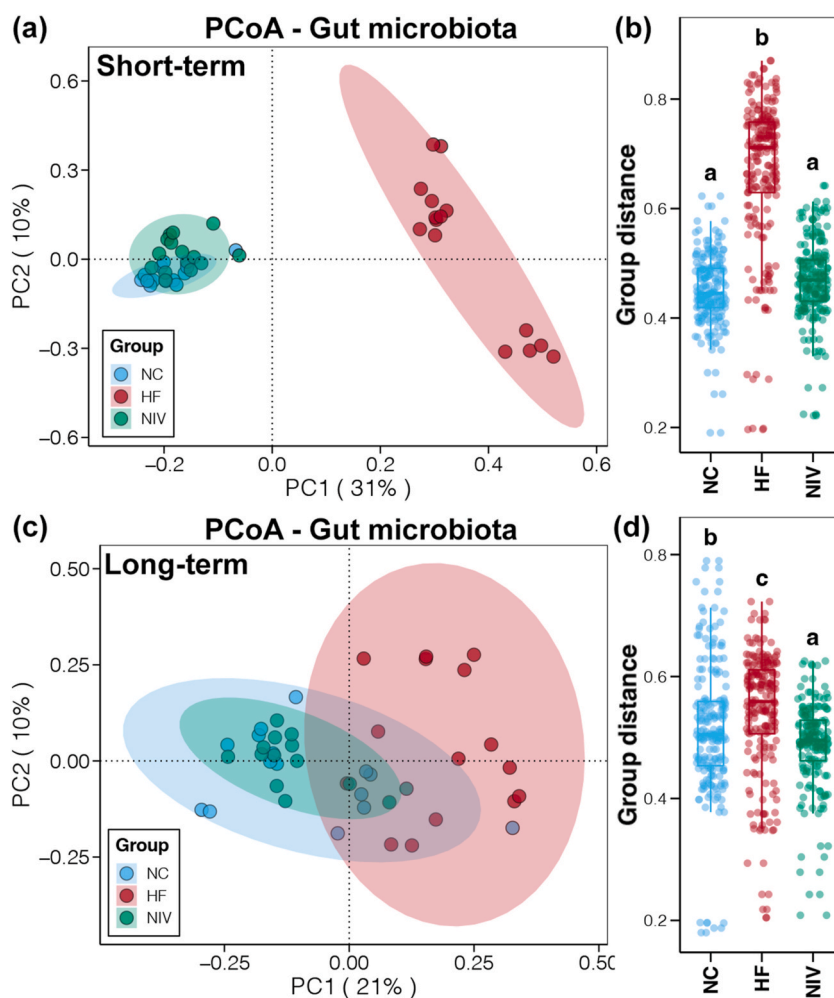 (a) PCoA - Gut microbiota
Short-term
PC2 ( 10% )
0.6
0.3
0.0
−0.3
−0.6
Group
NC
HF
NIV
−0.2 0.0 0.2 0.4 0.6
PC1 ( 31% )
(b)
Group distance
0.8
0.6
0.4
0.2
a b a
NC HF NIV
(c) PCoA - Gut microbiota
Long-term
PC2 ( 10% )
0.50
0.25
0.00
−0.25
Group
NC
HF
NIV
−0.25 0.00 0.25 0.50
PC1 ( 21% )
(d)
Group distance
0.8
0.6
0.4
0.2
b c a
NC HF NIV